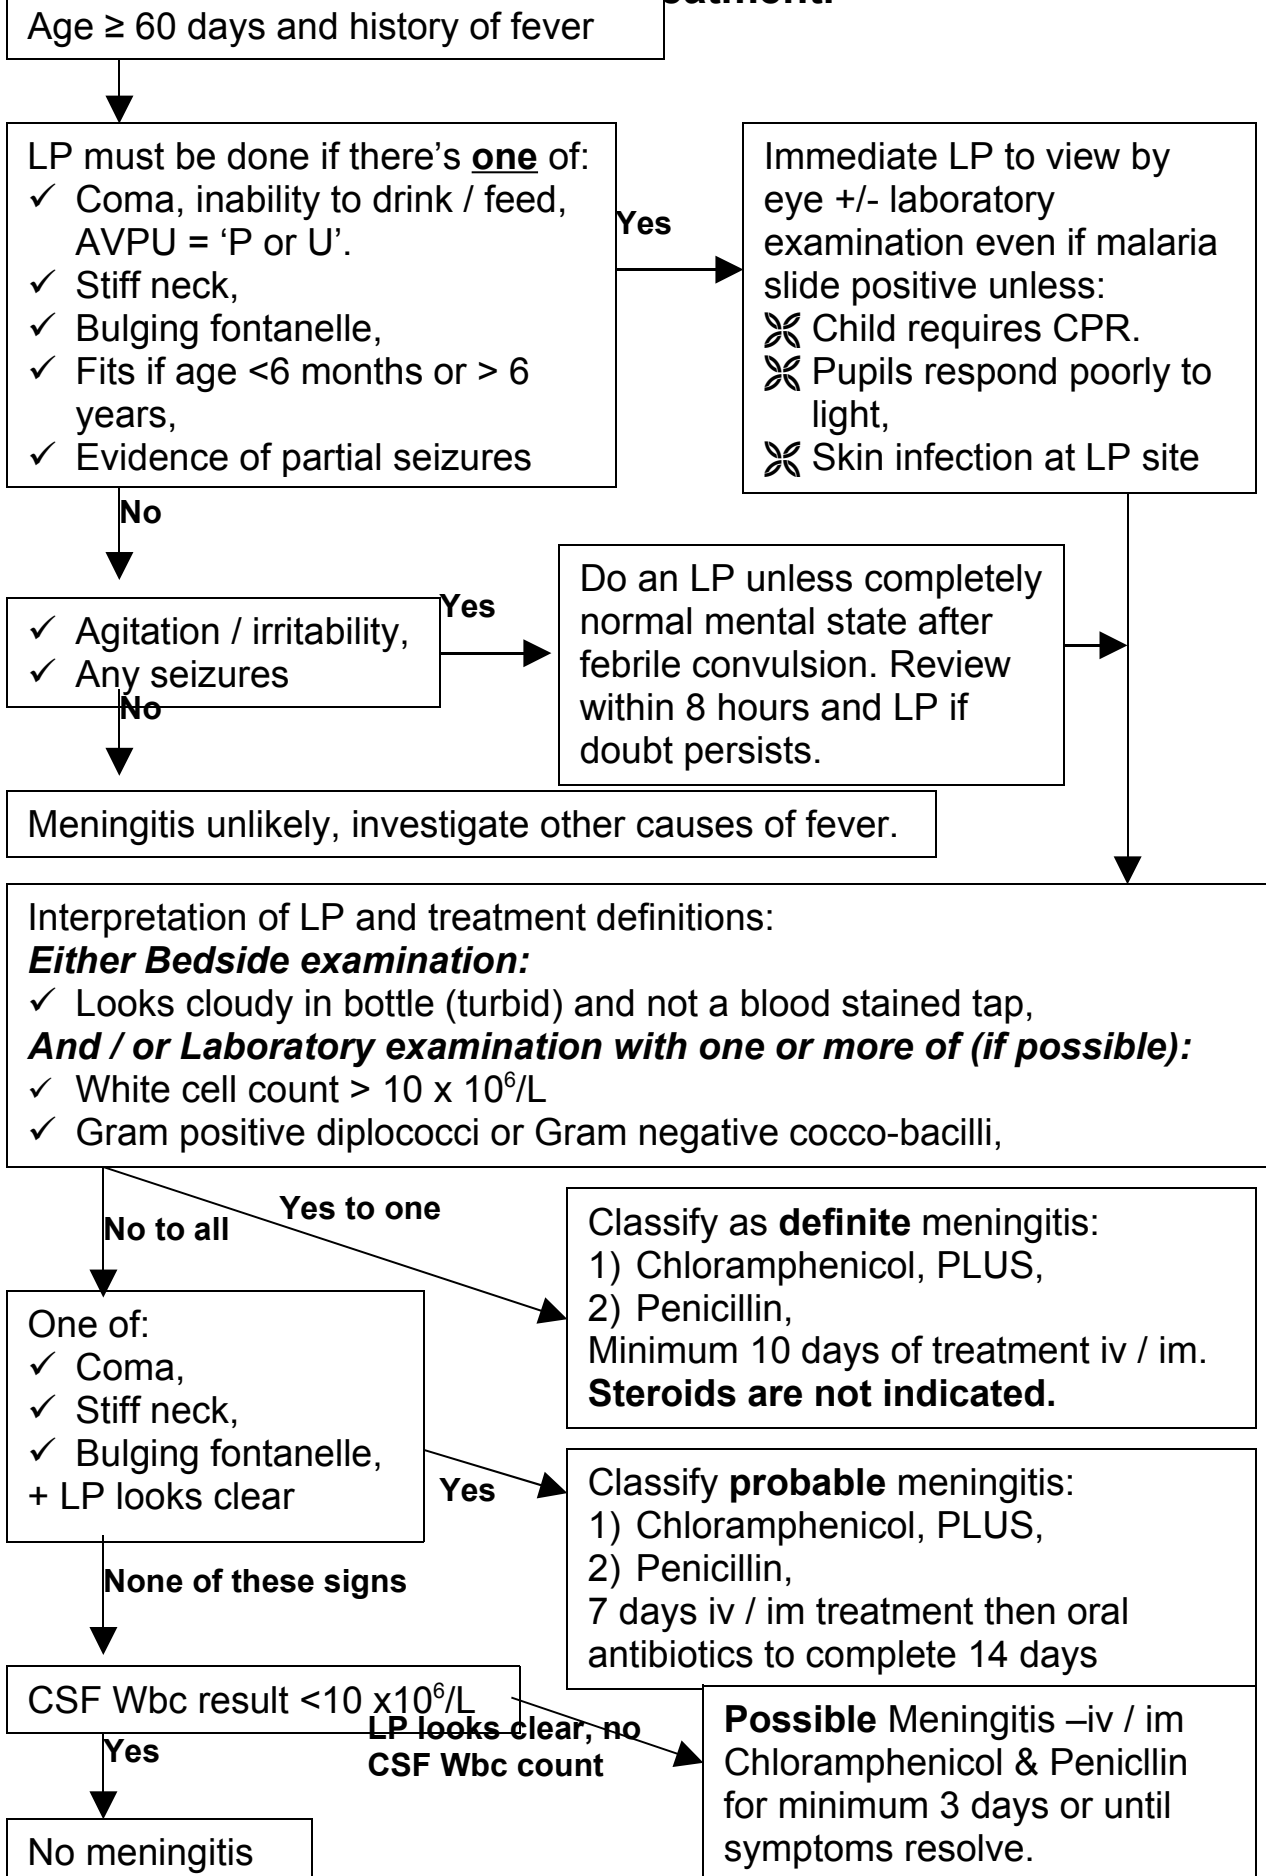 Age ≥ 60 days and history of fever
LP must be done if there's one of:
✓ Coma, inability to drink / feed,
AVPU = 'P or U'.
✓ Stiff neck,
✓ Bulging fontanelle,
✓ Fits if age <6 months or > 6
years,
✓ Evidence of partial seizures
Yes
Immediate LP to view by
eye +/- laboratory
examination even if malaria
slide positive unless:
Child requires CPR.
Pupils respond poorly to
light,
Skin infection at LP site
No
✓ Agitation / irritability,
✓ Any seizures
Yes
Do an LP unless completely
normal mental state after
febrile convulsion. Review
within 8 hours and LP if
doubt persists.
No
Meningitis unlikely, investigate other causes of fever.
Interpretation of LP and treatment definitions:
Either Bedside examination:
✓ Looks cloudy in bottle (turbid) and not a blood stained tap,
And / or Laboratory examination with one or more of (if possible):
✓ White cell count > 10 x 10⁶/L
✓ Gram positive diplococci or Gram negative cocco-bacilli,
No to all
Yes to one
Classify as definite meningitis:
1) Chloramphenicol, PLUS,
2) Penicillin,
Minimum 10 days of treatment iv / im.
Steroids are not indicated.
One of:
✓ Coma,
✓ Stiff neck,
✓ Bulging fontanelle,
+ LP looks clear
Yes
Classify probable meningitis:
1) Chloramphenicol, PLUS,
2) Penicillin,
7 days iv / im treatment then oral
antibiotics to complete 14 days
None of these signs
CSF Wbc result <10 x10⁶/L
LP looks clear, no
CSF Wbc count
Possible Meningitis –iv / im
Chloramphenicol & Penicllin
for minimum 3 days or until
symptoms resolve.
Yes
No meningitis